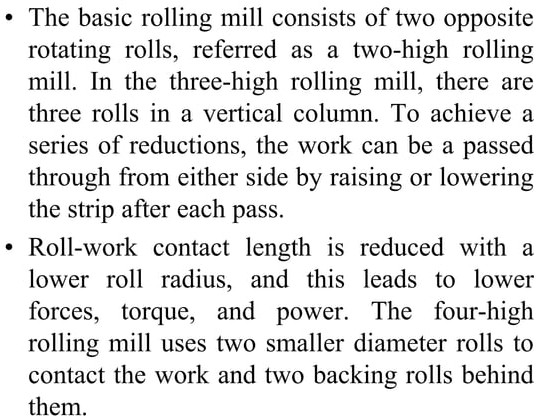 • The basic rolling mill consists of two opposite
rotating rolls, referred as a two-high rolling
mill. In the three-high rolling mill, there are
three rolls in a vertical column. To achieve a
series of reductions, the work can be a passed
through from either side by raising or lowering
the strip after each pass.
• Roll-work contact length is reduced with a
lower roll radius, and this leads to lower
forces, torque, and power. The four-high
rolling mill uses two smaller diameter rolls to
contact the work and two backing rolls behind
them.